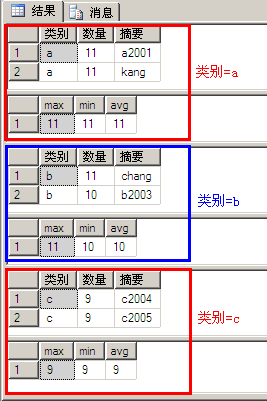 结果 消息
类别 数量 摘要
1 a 11 a2001
2 a 11 kang
类别=a
max min avg
1 11 11 11
类别 数量 摘要
1 b 11 chang
2 b 10 b2003
类别=b
max min avg
1 11 10 10
类别 数量 摘要
1 c 9 c2004
2 c 9 c2005
类别=c
max min avg
1 9 9 9